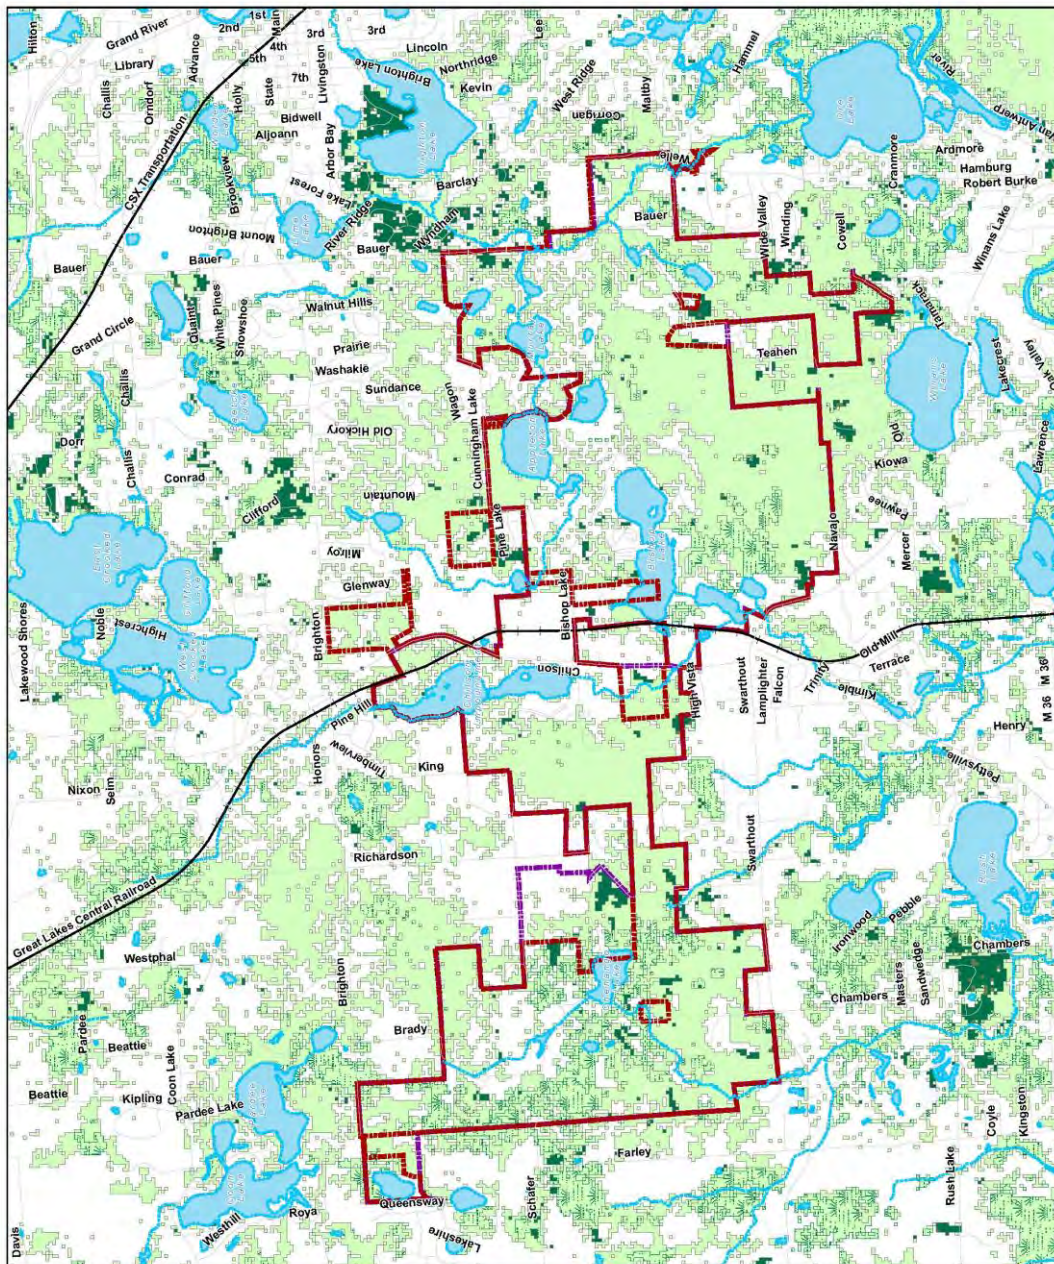 Hilton
Grand River
2nd
1st
Main
3rd
3rd
Library
Advance
4th
5th
Lincoln
Lee
Challis
Orndorf
Holly
State
7th
Livingston
Brighton Lake
Northridge
Kevin
West Ridge
Hammel
CSX Transportation
Bidwell
Aljoann
Arbor Bay
Corrigan
Maltby
River
Brookview
Lake Forest
Barclay
Cranmore
Ardmore
Hamburg
Robert Burke
Mount Brighton
River Ridge
Wyndham
Bauer
Bauer
Bauer
Bauer
Wide Valley
Winding
Cowell
Winans Lake
Grand Circle
Quaint
White Pines
Snowshoe
Walnut Hills
Tamarack
Challis
Prairie
Washakie
Sundance
Wagon
Teahen
Lakecrest
Oak Valley
Dorr
Challis
Conrad
Old Hickory
Cunningham Lake
Old
Kiowa
Lawrence
Clifford
Mountain
Pawnee
Milroy
Pine Lake
Navajo
Mercer
Lakewood Shores
Noble
Highcrest
Glenway
Brighton
Bishop Lake
Old Mill
Terrace
Chilson
Swarthout
Lamplighter
Falcon
Trinity
Kimble
M 36
M 36
Pine Hill
High Vista
Henry
Nixon
Seim
Honors
Timberview
King
Pettysville
Richardson
Swarthout
Great Lakes Central Railroad
Ironwood
Pebble
Westphal
Brighton
Chambers
Masters
Sandwedge
Chambers
Pardee
Beattie
Beattie
Brady
Kipling
Coon Lake
Pardee Lake
Coyle
Kingston
Farley
Rush Lake
Queensway
Schafer
Roya
Westhill
Davis
Lakeshire